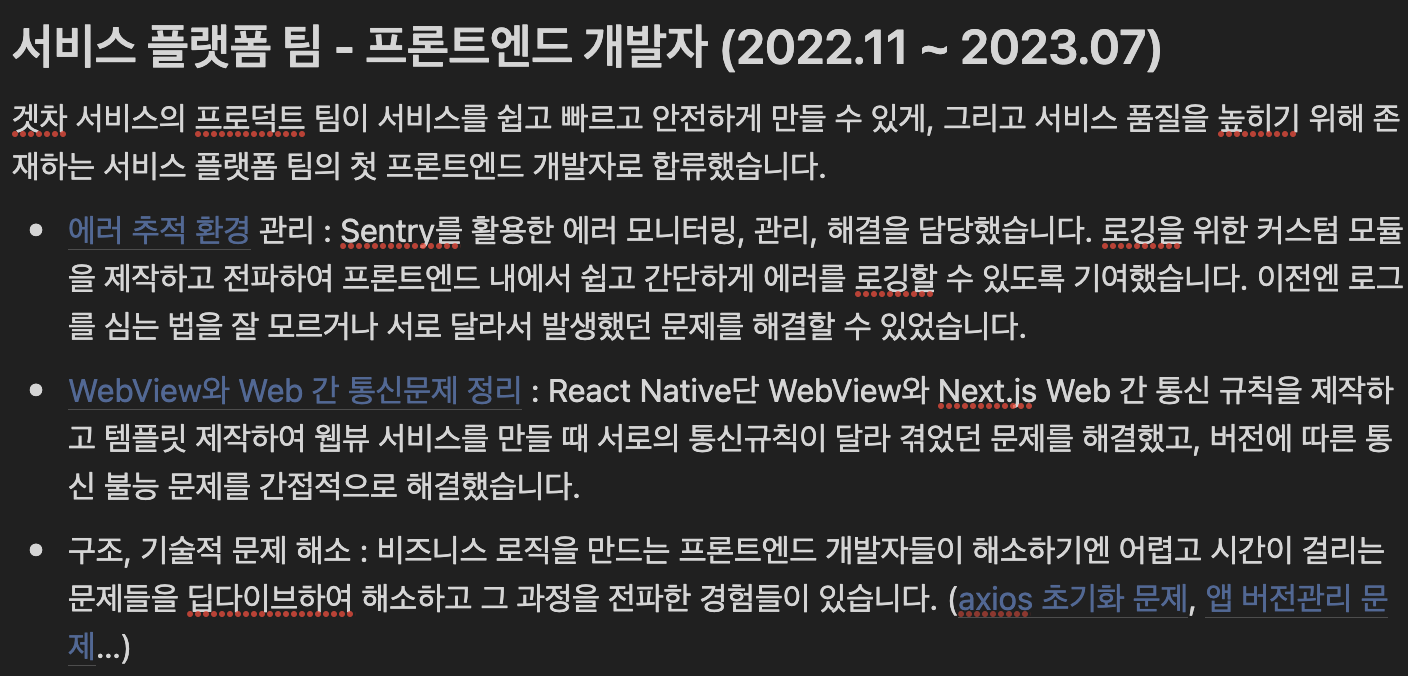 서비스 플랫폼 팀 - 프론트엔드 개발자 (2022.11 ~ 2023.07)
겟차 서비스의 프로덕트 팀이 서비스를 쉽고 빠르고 안전하게 만들 수 있게, 그리고 서비스 품질을 높히기 위해 존
재하는 서비스 플랫폼 팀의 첫 프론트엔드 개발자로 합류했습니다.
• 에러 추적 환경 관리 : Sentry를 활용한 에러 모니터링, 관리, 해결을 담당했습니다. 로깅을 위한 커스텀 모듈
을 제작하고 전파하여 프론트엔드 내에서 쉽고 간단하게 에러를 로깅할 수 있도록 기여했습니다. 이전엔 로그
를 심는 법을 잘 모르거나 서로 달라서 발생했던 문제를 해결할 수 있었습니다.
• WebView와 Web 간 통신문제 정리 : React Native단 WebView와 Next.js Web 간 통신 규칙을 제작하
고 템플릿 제작하여 웹뷰 서비스를 만들 때 서로의 통신규칙이 달라 겪었던 문제를 해결했고, 버전에 따른 통
신 불능 문제를 간접적으로 해결했습니다.
• 구조, 기술적 문제 해소 : 비즈니스 로직을 만드는 프론트엔드 개발자들이 해소하기엔 어렵고 시간이 걸리는
문제들을 딥다이브하여 해소하고 그 과정을 전파한 경험들이 있습니다. (axios 초기화 문제, 앱 버전관리 문
제...)